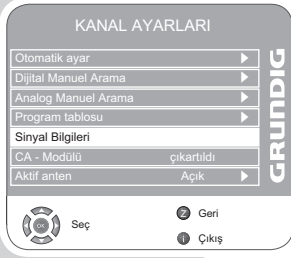 KANAL AYARLARI
Otomatik ayar
Dijital Manuel Arama
Analog Manuel Arama
Program tablosu
Sinyal Bilgileri
CA - Modülü çıkartıldı
Aktif anten Açık
GRUNDIG
OK
Seç
Z Geri
i Çıkış